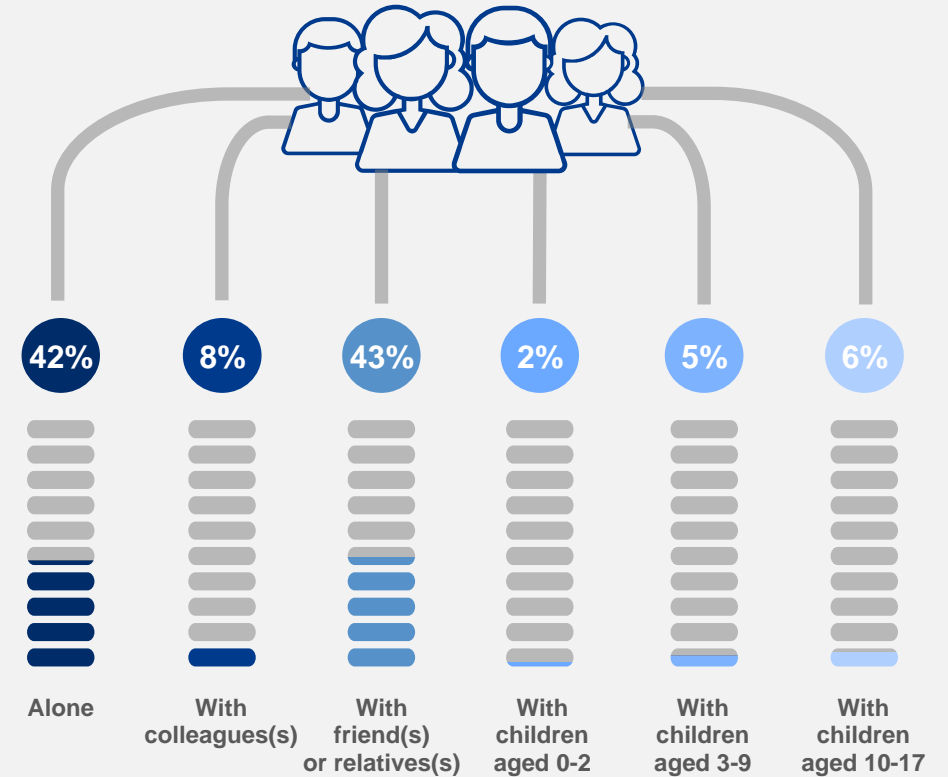 42%
8%
43%
2%
5%
6%
Alone
With
colleagues(s)
With
friend(s)
or relatives(s)
With
children
aged 0-2
With
children
aged 3-9
With
children
aged 10-17